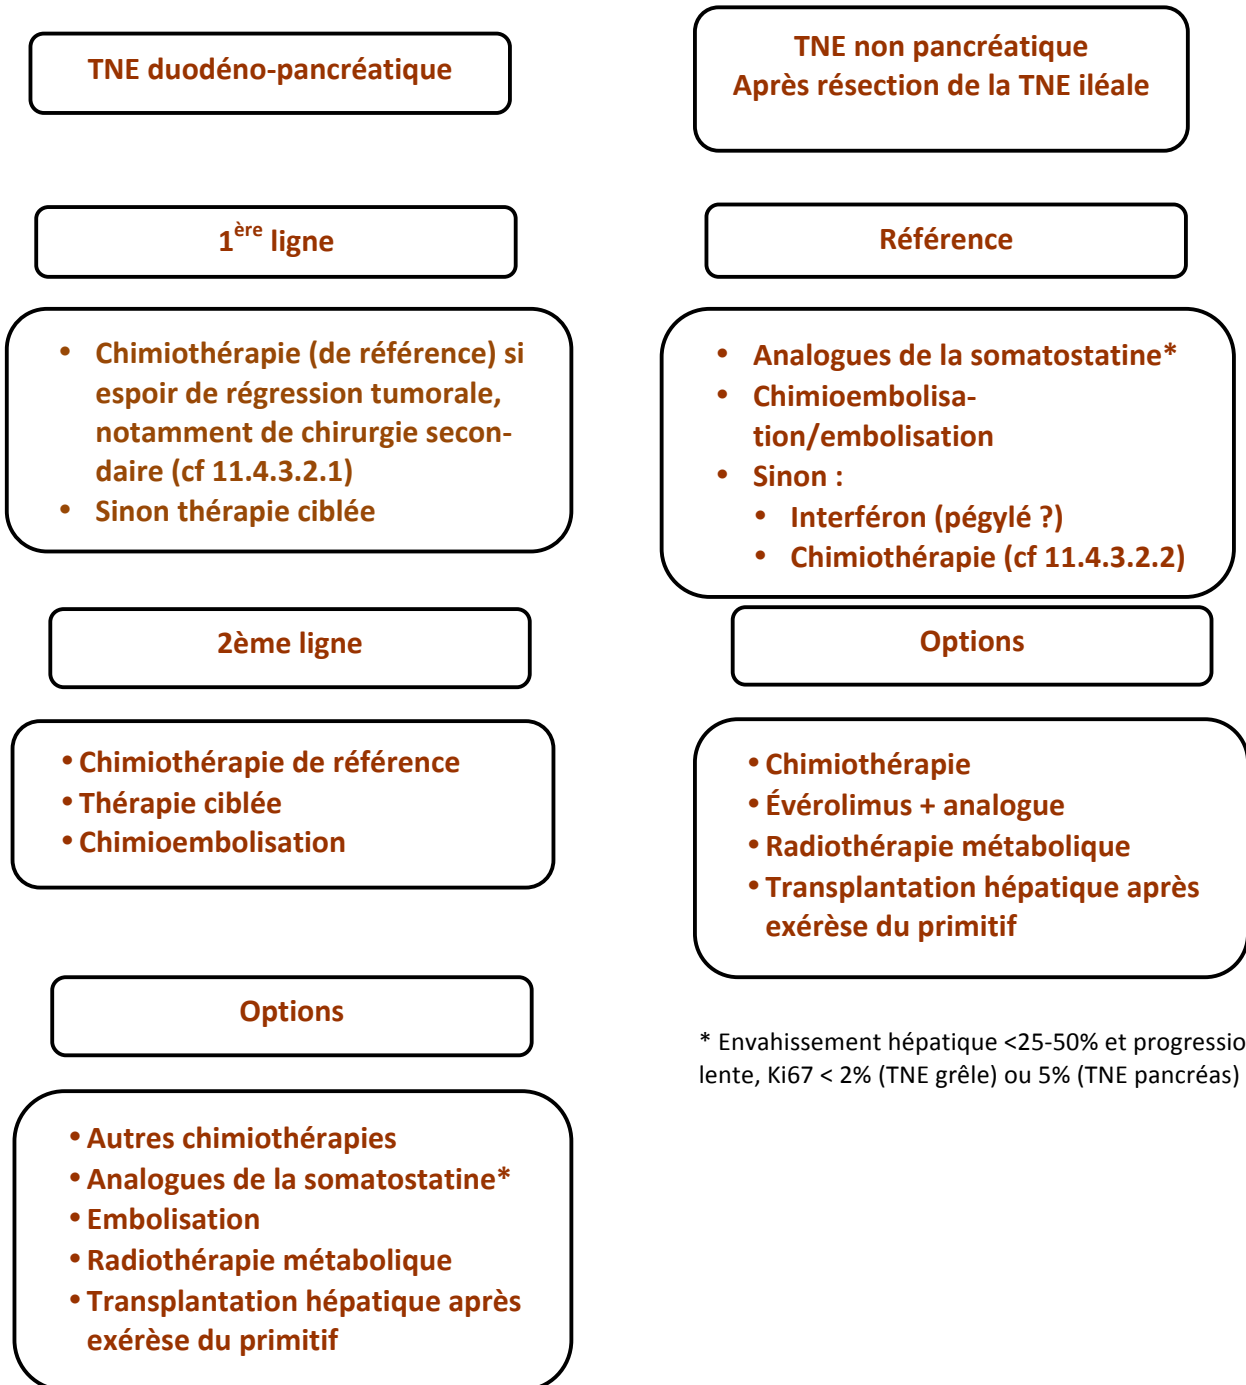 TNE duodéno-pancréatique
1ère ligne
• Chimiothérapie (de référence) si
espoir de régression tumorale,
notamment de chirurgie secon-
daire (cf 11.4.3.2.1)
• Sinon thérapie ciblée
2ème ligne
• Chimiothérapie de référence
• Thérapie ciblée
• Chimioembolisation
Options
• Autres chimiothérapies
• Analogues de la somatostatine*
• Embolisation
• Radiothérapie métabolique
• Transplantation hépatique après
exérèse du primitif
TNE non pancréatique
Après résection de la TNE iléale
Référence
• Analogues de la somatostatine*
• Chimioembolisa-
tion/embolisation
• Sinon :
• Interféron (pégylé ?)
• Chimiothérapie (cf 11.4.3.2.2)
Options
• Chimiothérapie
• Évérolimus + analogue
• Radiothérapie métabolique
• Transplantation hépatique après
exérèse du primitif
* Envahissement hépatique <25-50% et progressio
lente, Ki67 < 2% (TNE grêle) ou 5% (TNE pancréas)